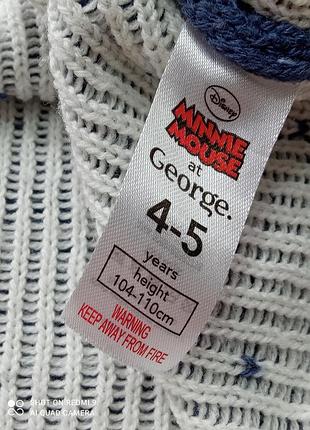 Disney
MINNIE
MOUSE
at
George.
4-5
years
height
104-110cm
WARNING
KEEP AWAY FROM FIRE
SHOT ON REDMI 9
AI QUAD CAMERA